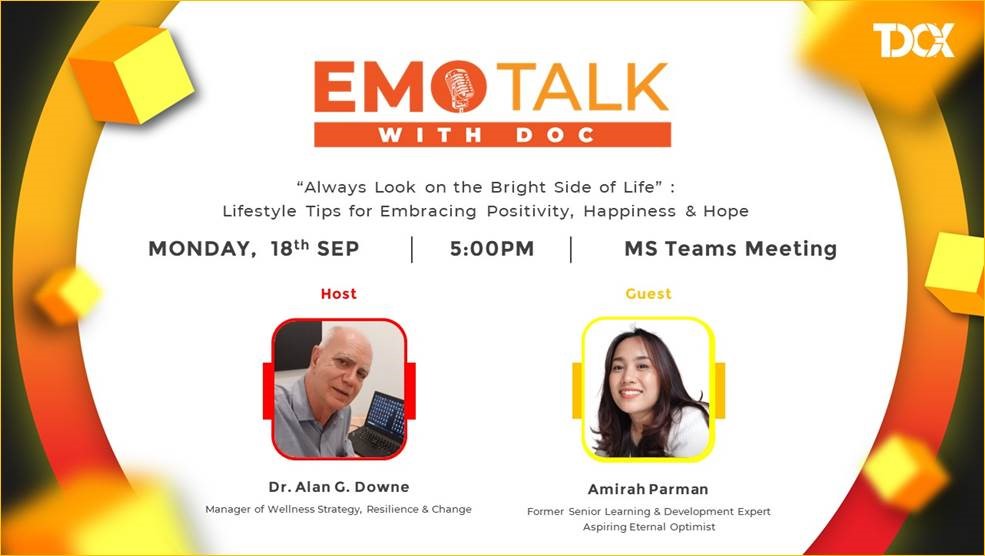 TDCX
EMO TALK
WITH DOC
“Always Look on the Bright Side of Life” :
Lifestyle Tips for Embracing Positivity, Happiness & Hope
MONDAY, 18th SEP | 5:00PM | MS Teams Meeting
Host
Guest
Dr. Alan G. Downe
Manager of Wellness Strategy, Resilience & Change
Amirah Parman
Former Senior Learning & Development Expert
Aspiring Eternal Optimist